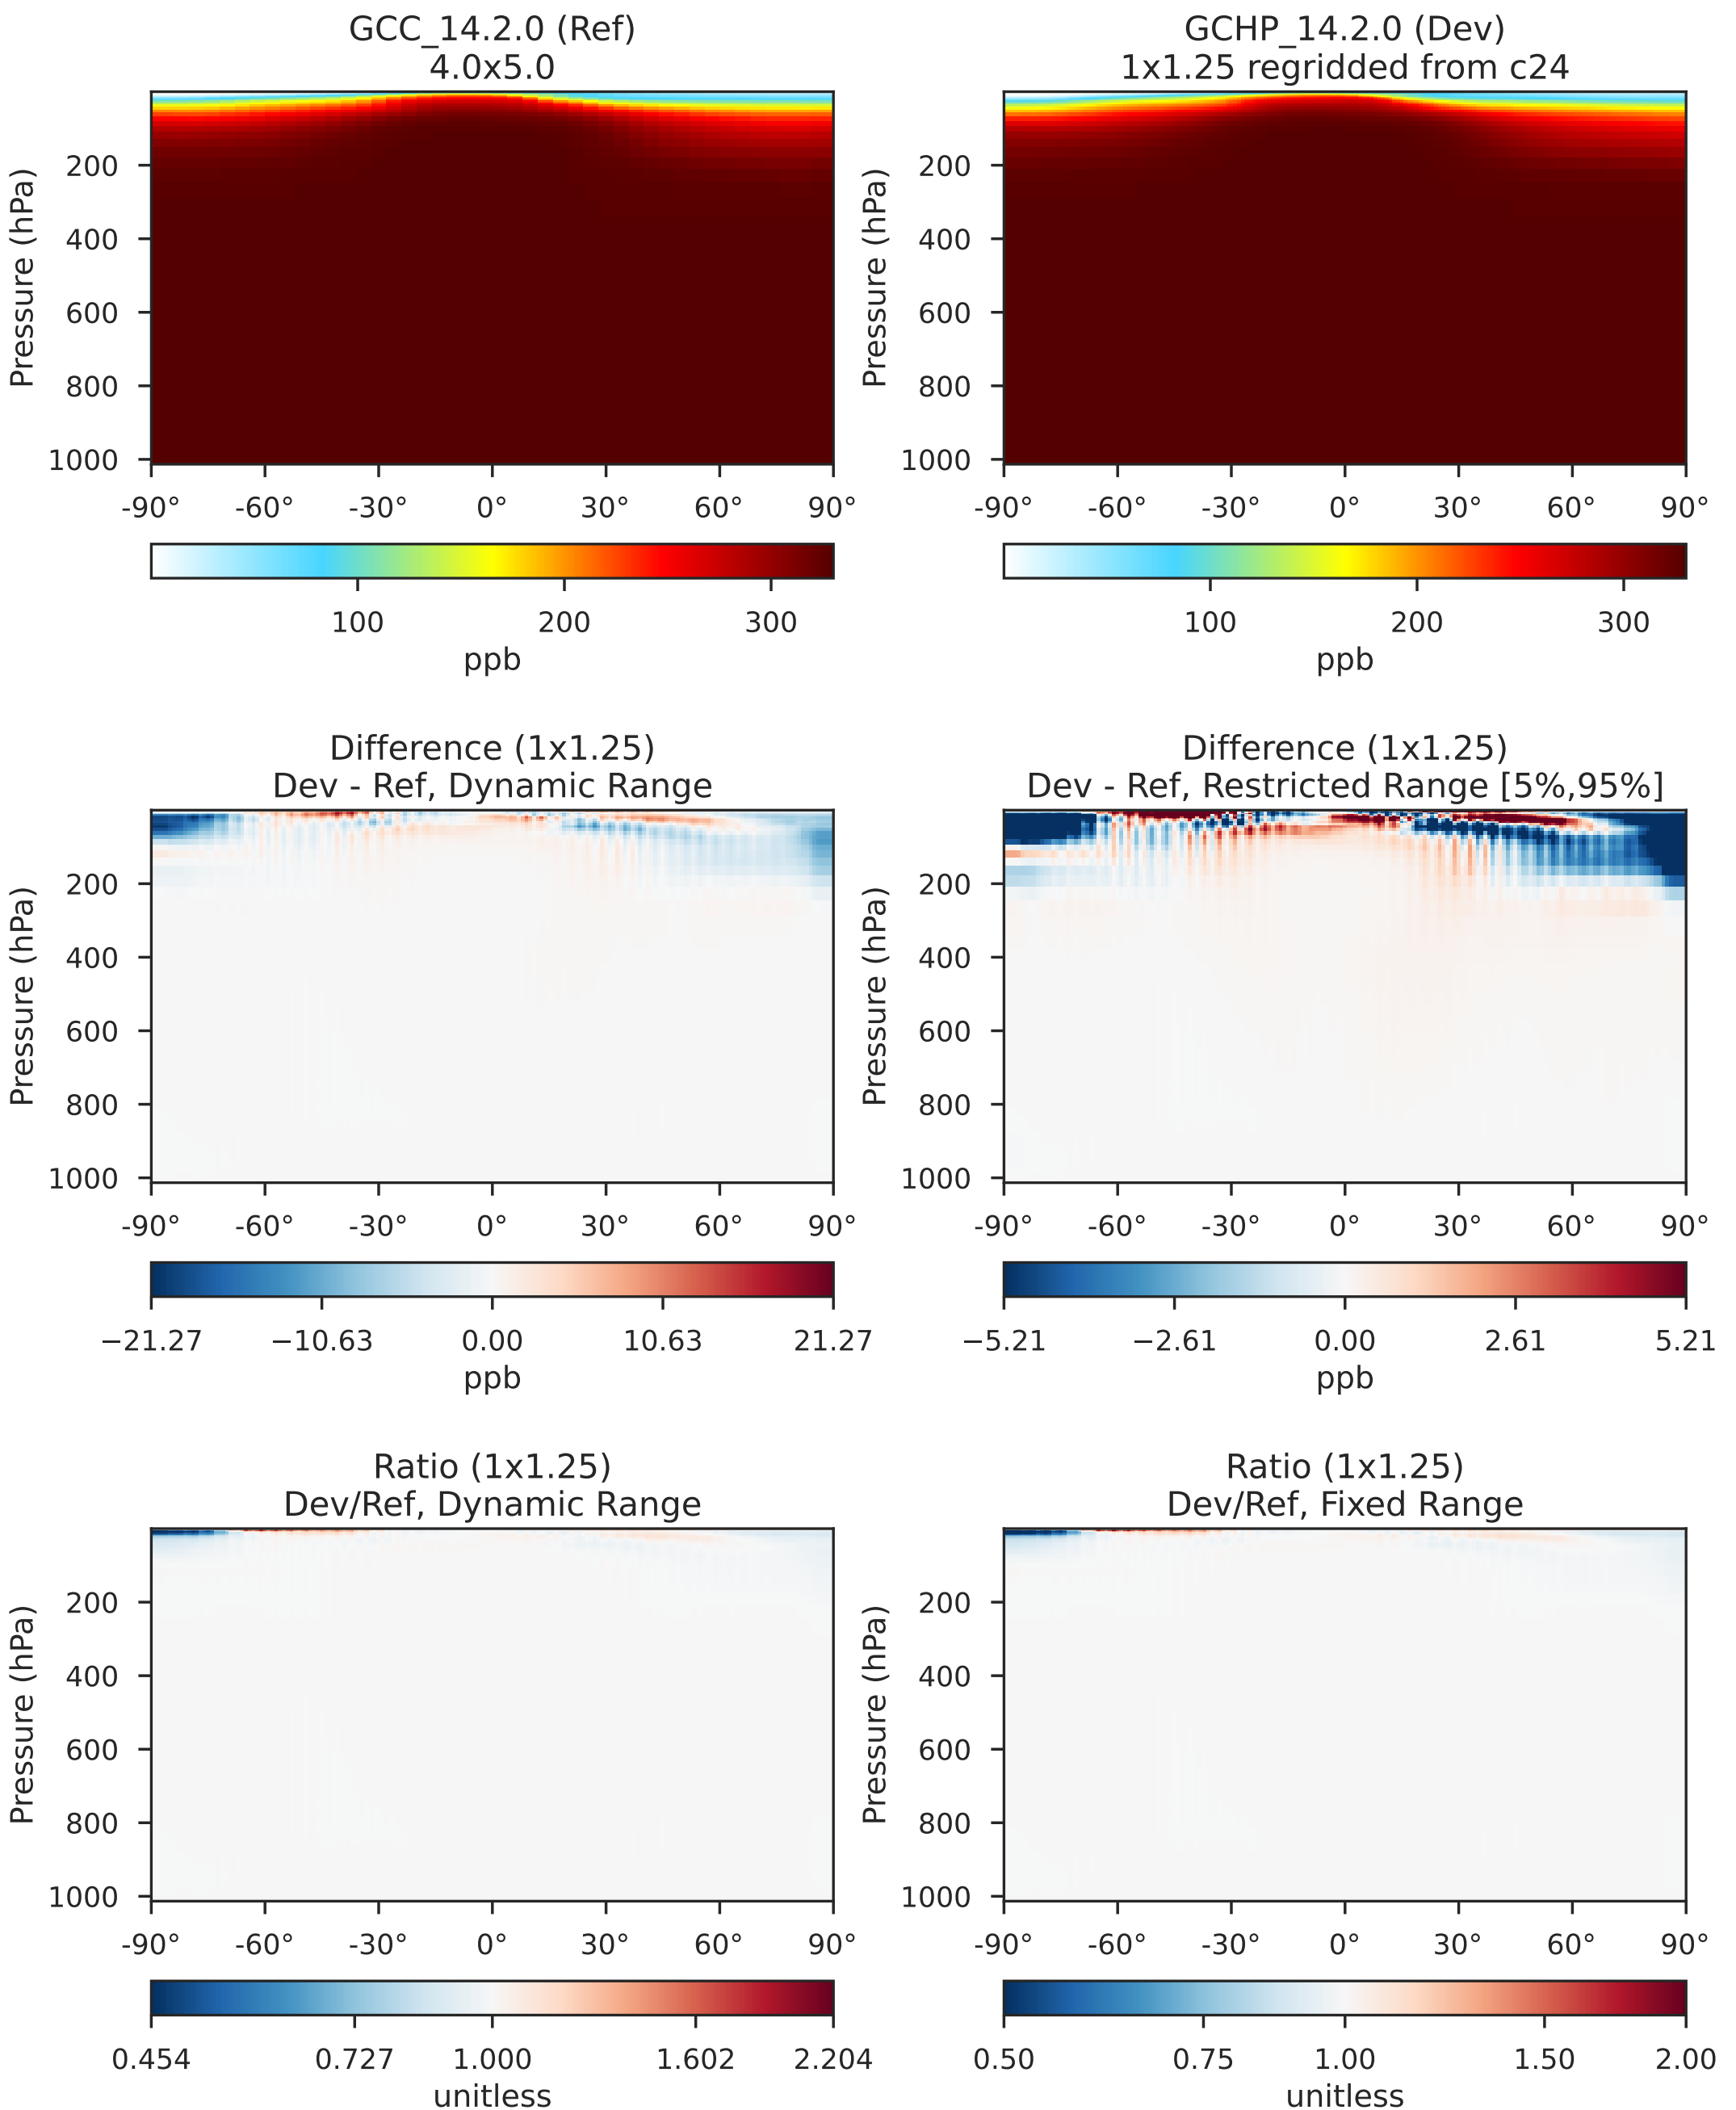 GCC_14.2.0 (Ref)
4.0x5.0
Pressure (hPa)
200
400
600
800
1000
-90° -60° -30° 0° 30° 60° 90°
100 200 300
ppb
GCHP_14.2.0 (Dev)
1x1.25 regridded from c24
Pressure (hPa)
200
400
600
800
1000
-90° -60° -30° 0° 30° 60° 90°
100 200 300
ppb
Difference (1x1.25)
Dev - Ref, Dynamic Range
Pressure (hPa)
200
400
600
800
1000
-90° -60° -30° 0° 30° 60° 90°
−21.27 −10.63 0.00 10.63 21.27
ppb
Difference (1x1.25)
Dev - Ref, Restricted Range [5%,95%]
Pressure (hPa)
200
400
600
800
1000
-90° -60° -30° 0° 30° 60° 90°
−5.21 −2.61 0.00 2.61 5.21
ppb
Ratio (1x1.25)
Dev/Ref, Dynamic Range
Pressure (hPa)
200
400
600
800
1000
-90° -60° -30° 0° 30° 60° 90°
0.454 0.727 1.000 1.602 2.204
unitless
Ratio (1x1.25)
Dev/Ref, Fixed Range
Pressure (hPa)
200
400
600
800
1000
-90° -60° -30° 0° 30° 60° 90°
0.50 0.75 1.00 1.50 2.00
unitless